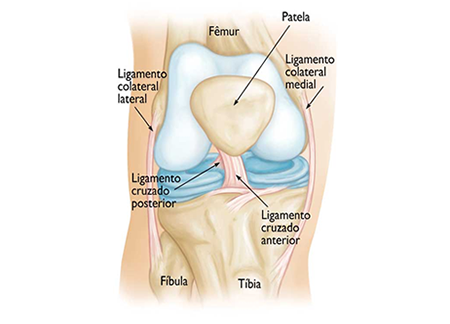 Patela
Fêmur
Ligamento
colateral
medial
Ligamento
colateral
lateral
Ligamento
cruzado
posterior
Ligamento
cruzado
anterior
Fíbula
Tíbia